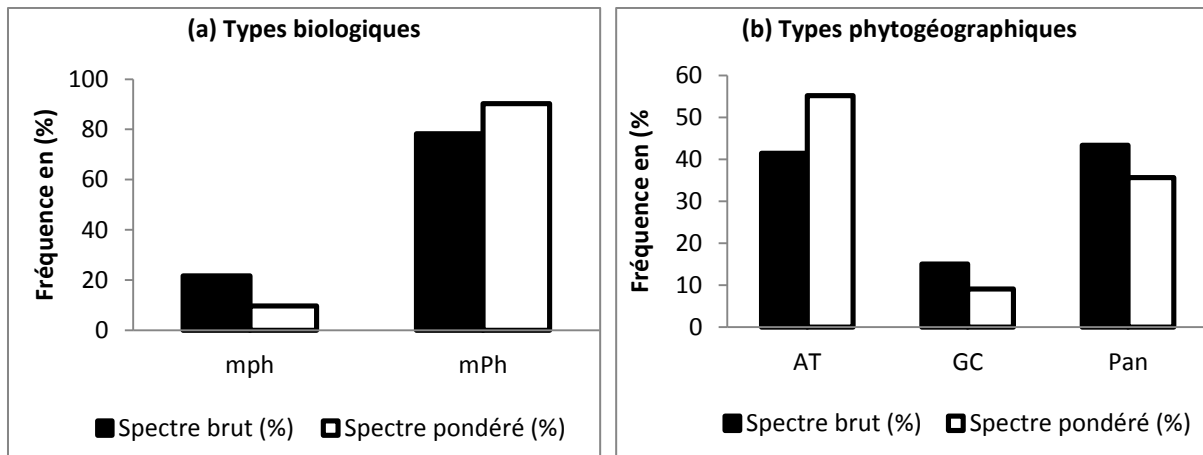 (a) Types biologiques
Fréquence en (%)
100
80
60
40
20
0
mph
mPh
Spectre brut (%) Spectre pondéré (%)
(b) Types phytogéographiques
Fréquence en (%
60
50
40
30
20
10
0
AT
GC
Pan
Spectre brut (%) Spectre pondéré (%)